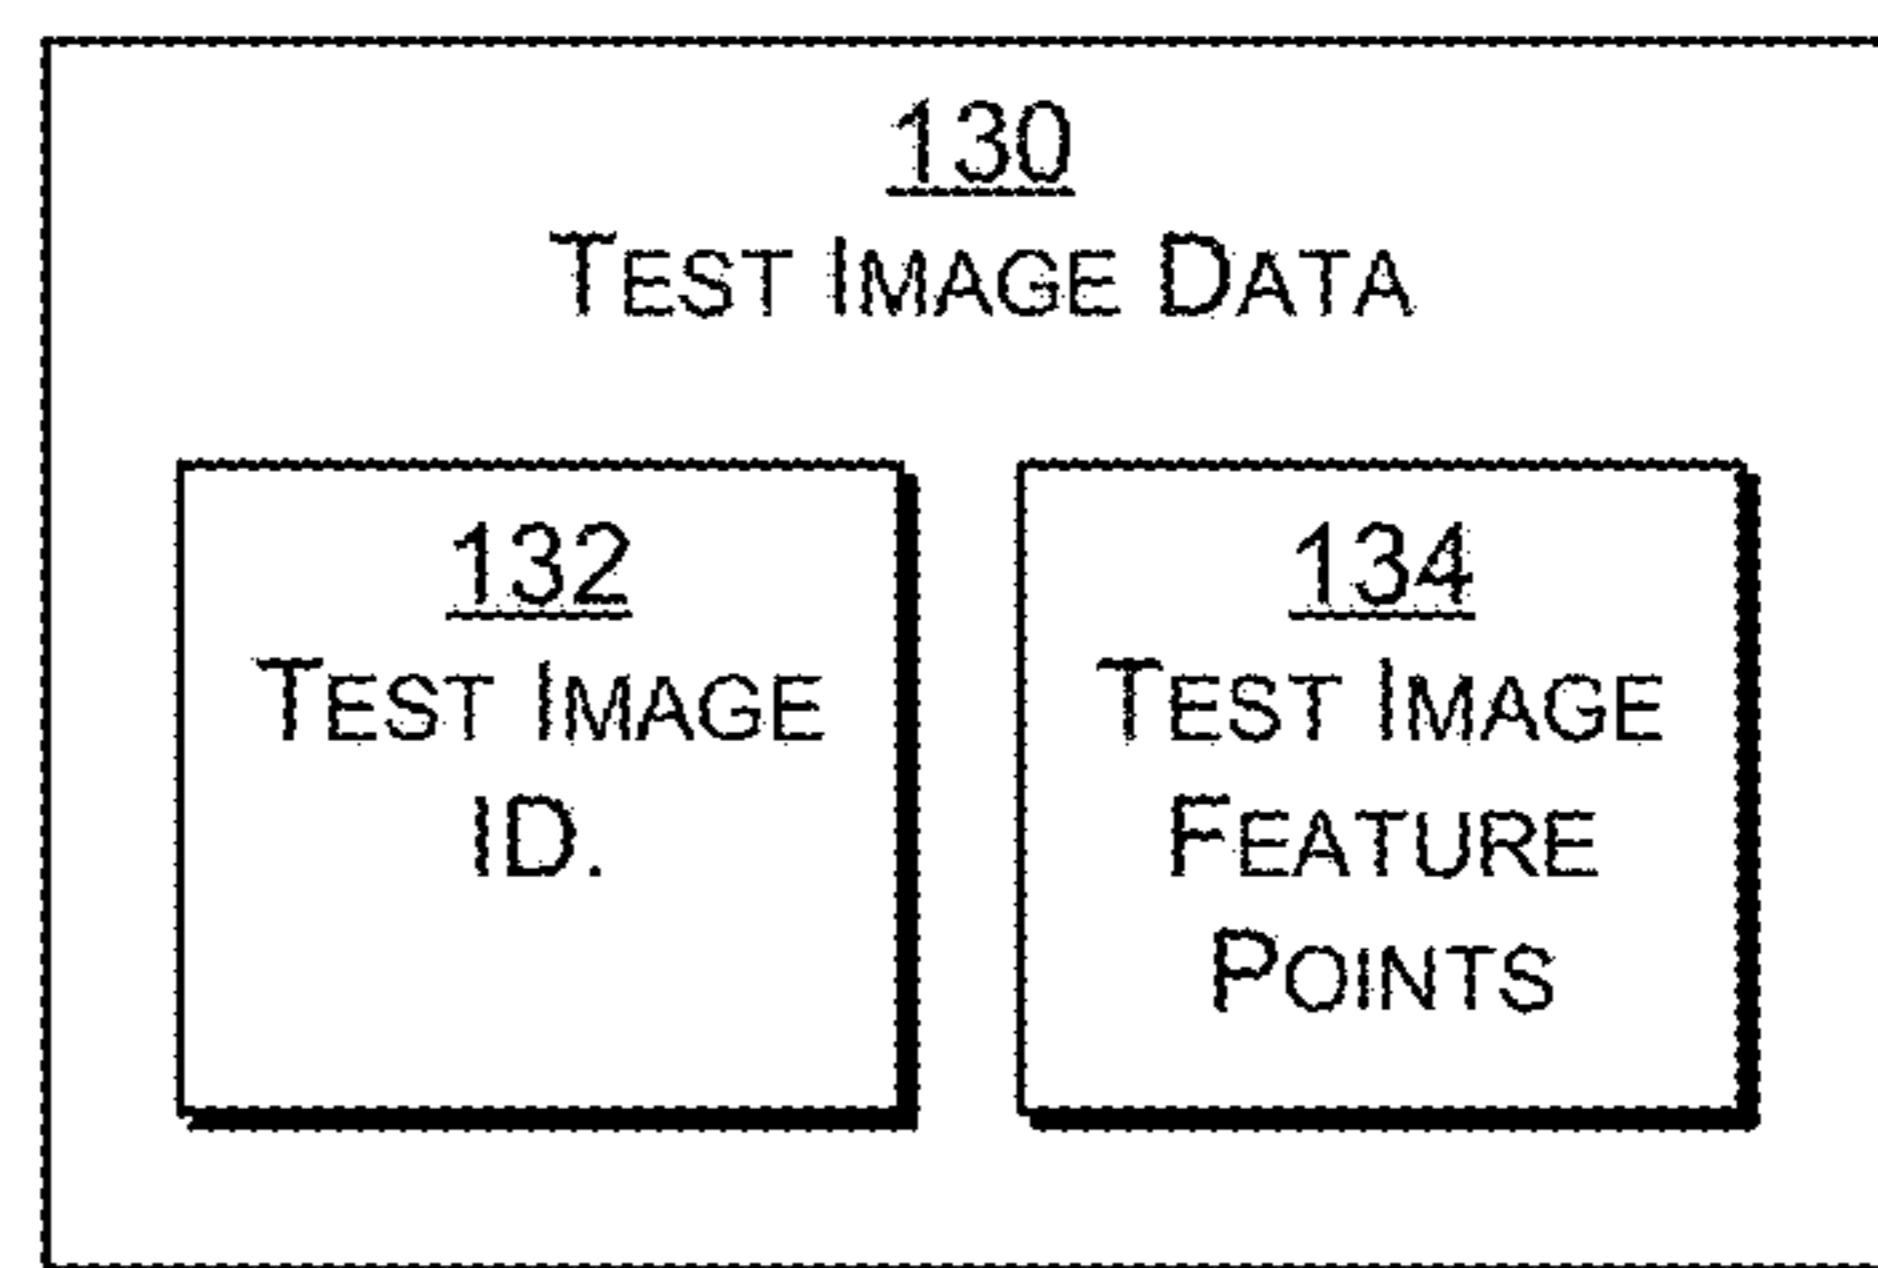 130
TEST IMAGE DATA
132
TEST IMAGE
ID.
134
TEST IMAGE
FEATURE
POINTS